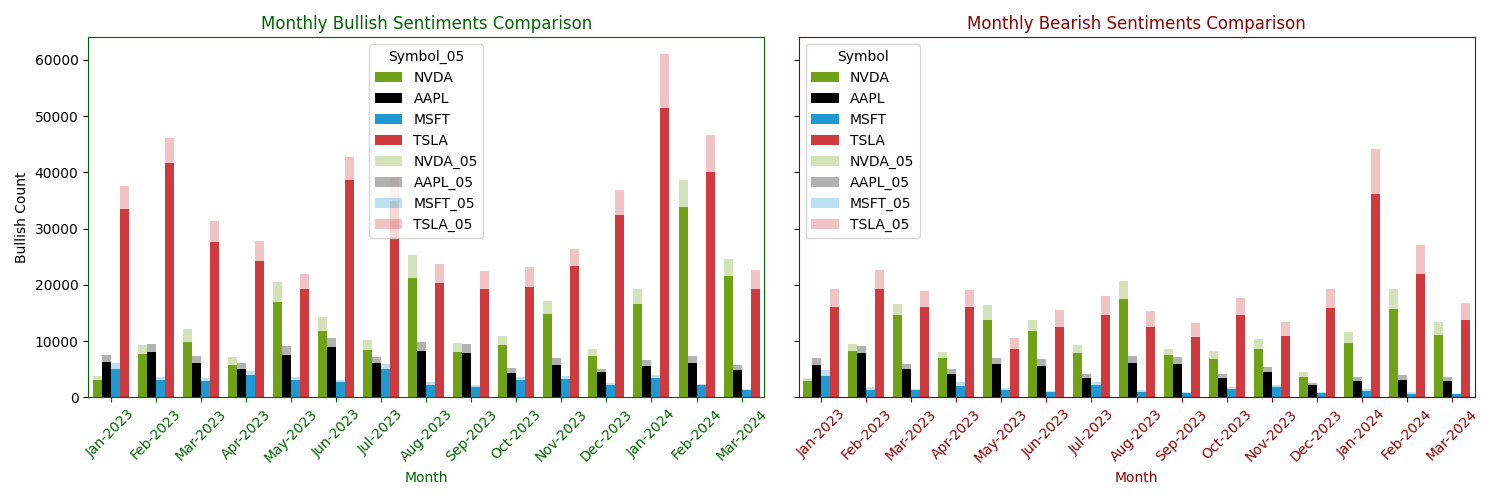 Monthly Bullish Sentiments Comparison
Bullish Count
60000
50000
40000
30000
20000
10000
0
Symbol_05
NVDA
AAPL
MSFT
TSLA
NVDA_05
AAPL_05
MSFT_05
TSLA_05
Jan-2023
Feb-2023
Mar-2023
Apr-2023
May-2023
Jun-2023
Jul-2023
Aug-2023
Sep-2023
Oct-2023
Nov-2023
Dec-2023
Jan-2024
Feb-2024
Mar-2024
Month
Monthly Bearish Sentiments Comparison
Symbol
NVDA
AAPL
MSFT
TSLA
NVDA_05
AAPL_05
MSFT_05
TSLA_05
Jan-2023
Feb-2023
Mar-2023
Apr-2023
May-2023
Jun-2023
Jul-2023
Aug-2023
Sep-2023
Oct-2023
Nov-2023
Dec-2023
Jan-2024
Feb-2024
Mar-2024
Month